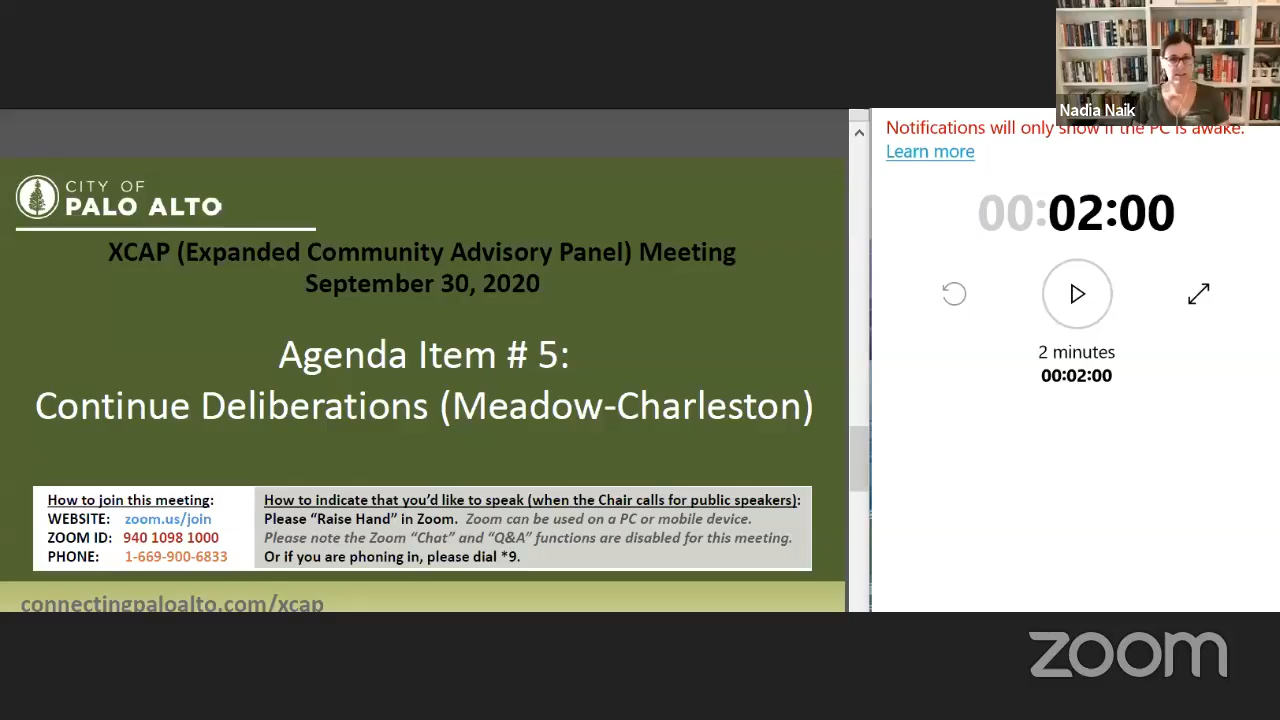 Nadia Naik
Notifications will only show if the PC is awake.
Learn more
00:02:00
2 minutes
00:02:00
CITY OF
PALO ALTO
XCAP (Expanded Community Advisory Panel) Meeting
September 30, 2020
Agenda Item # 5:
Continue Deliberations (Meadow-Charleston)
How to join this meeting:
WEBSITE: zoom.us/join
ZOOM ID: 940 1098 1000
PHONE: 1-669-900-6833
How to indicate that you'd like to speak (when the Chair calls for public speakers):
Please “Raise Hand” in Zoom. Zoom can be used on a PC or mobile device.
Please note the Zoom “Chat” and “Q&A” functions are disabled for this meeting.
Or if you are phoning in, please dial *9.
connectingpaloalto.com/xcap
zoom